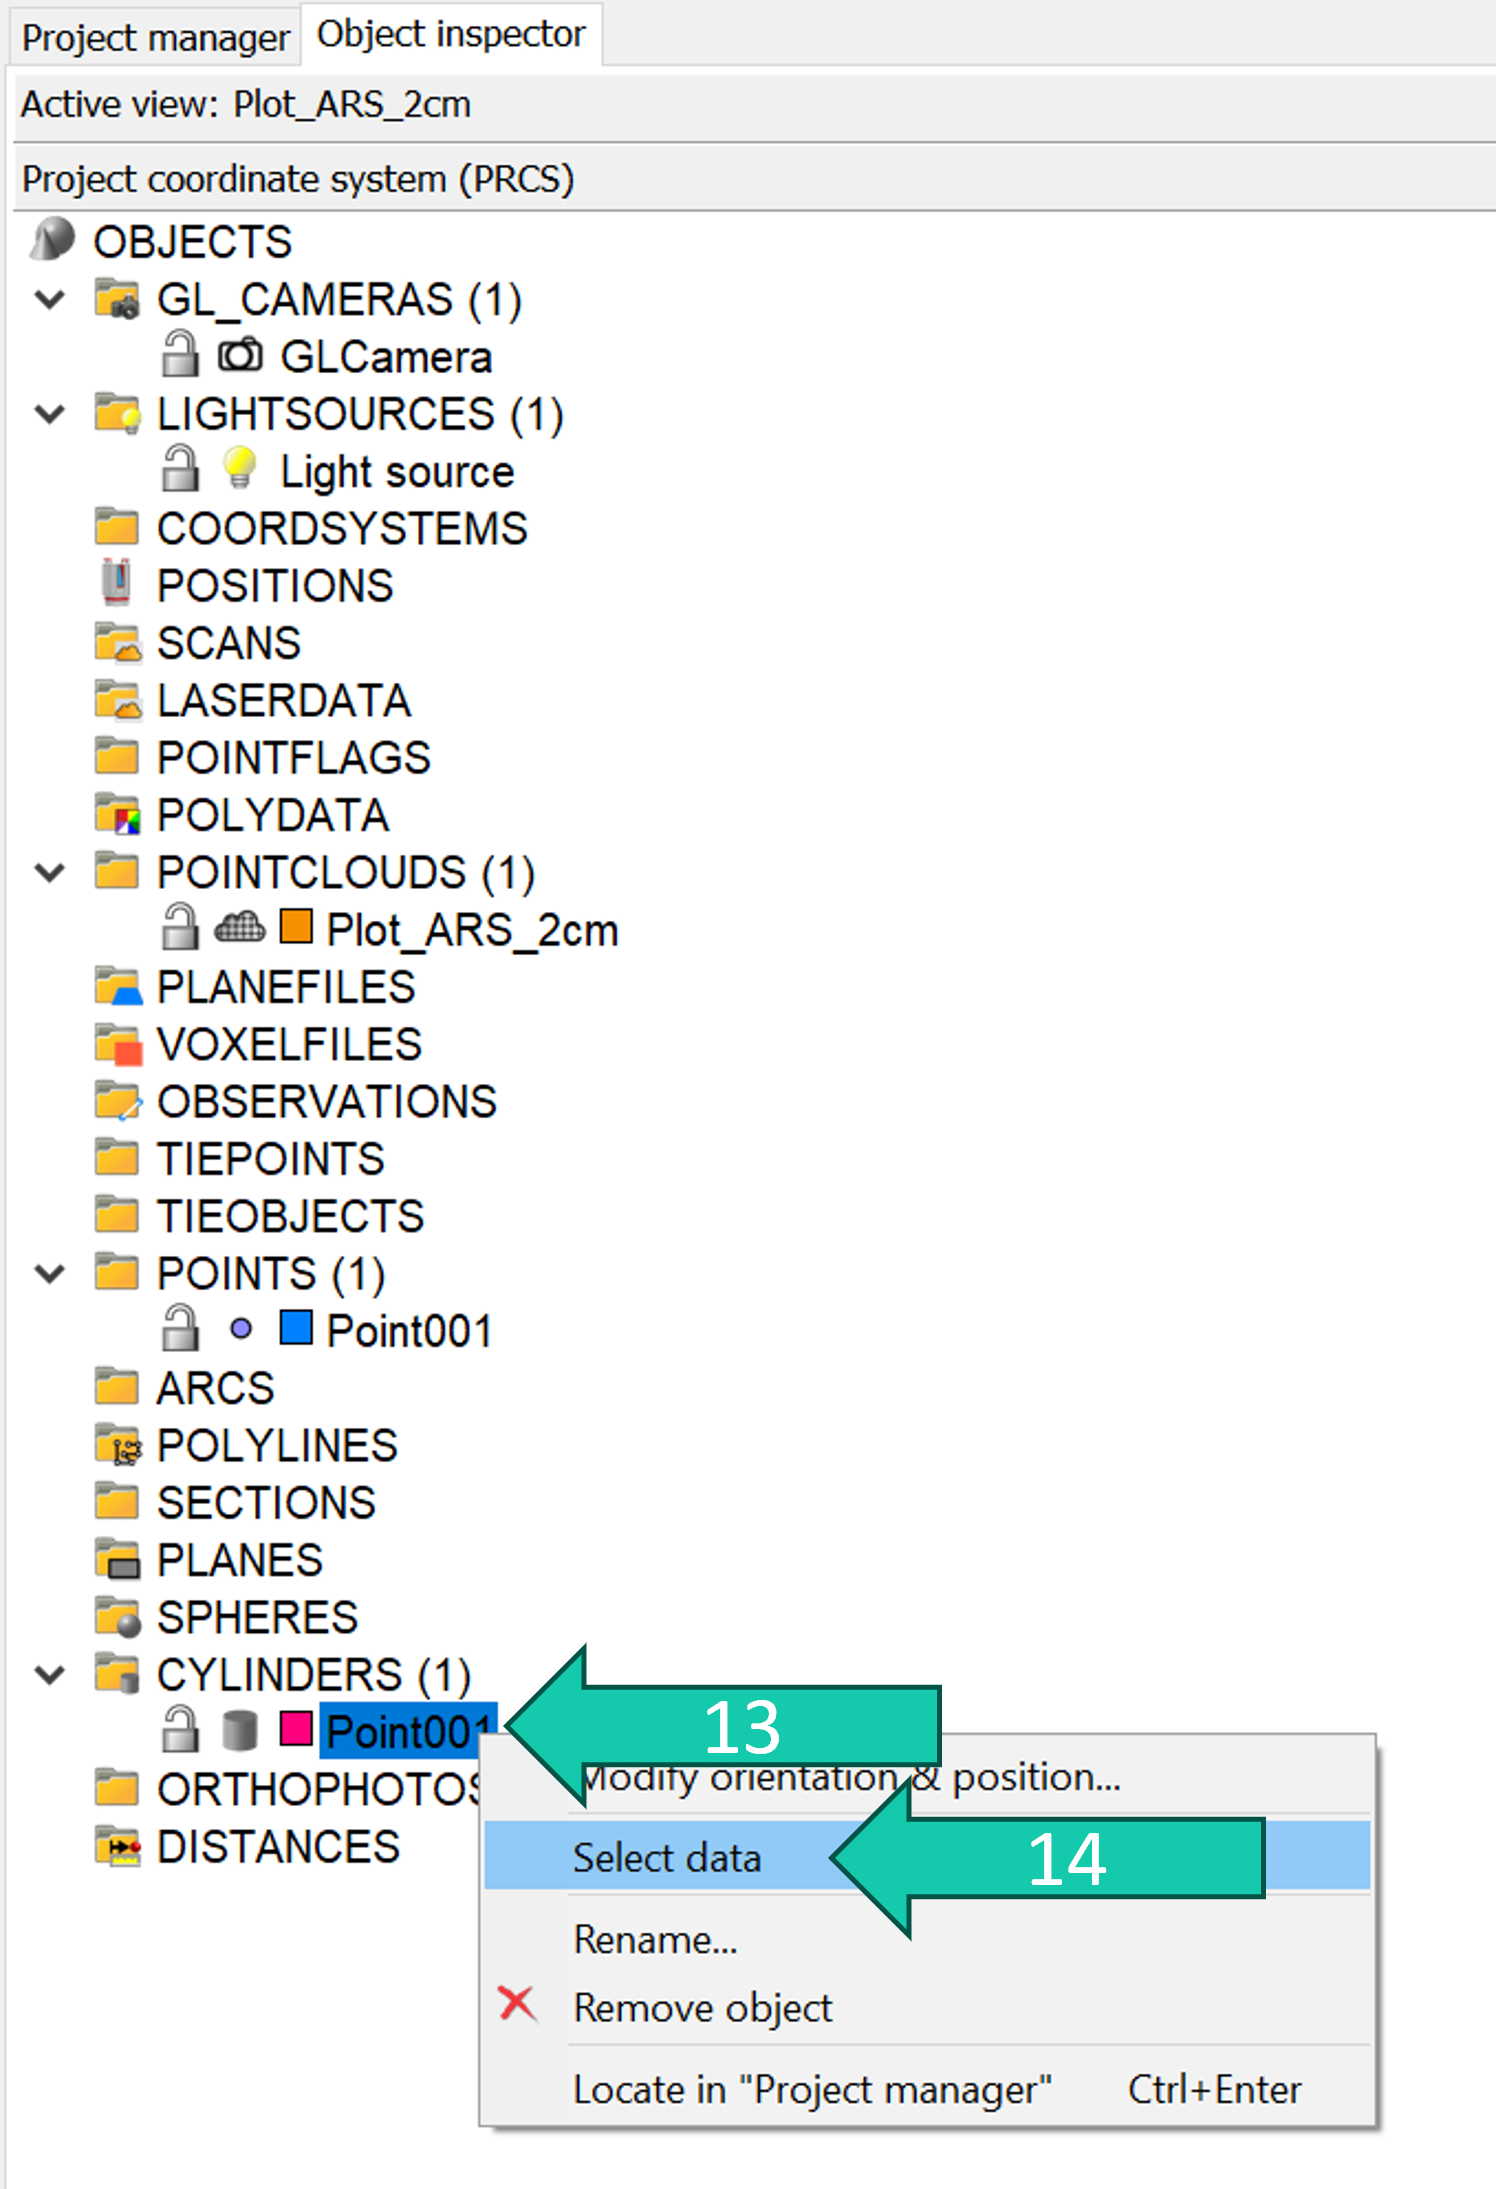 Project manager Object inspector
Active view: Plot_ARS_2cm
Project coordinate system (PRCS)
OBJECTS
GL_CAMERAS (1)
GLCamera
LIGHTSOURCES (1)
Light source
COORDSYSTEMS
POSITIONS
SCANS
LASERDATA
POINTFLAGS
POLYDATA
POINTCLOUDS (1)
Plot_ARS_2cm
PLANEFILES
VOXELFILES
OBSERVATIONS
TIEPOINTS
TIEOBJECTS
POINTS (1)
Point001
ARCS
POLYLINES
SECTIONS
PLANES
SPHERES
CYLINDERS (1)
Point001 13
Modify orientation & position...
ORTHOPHOTOS
DISTANCES
Select data 14
Rename...
Remove object
Locate in "Project manager" Ctrl+Enter